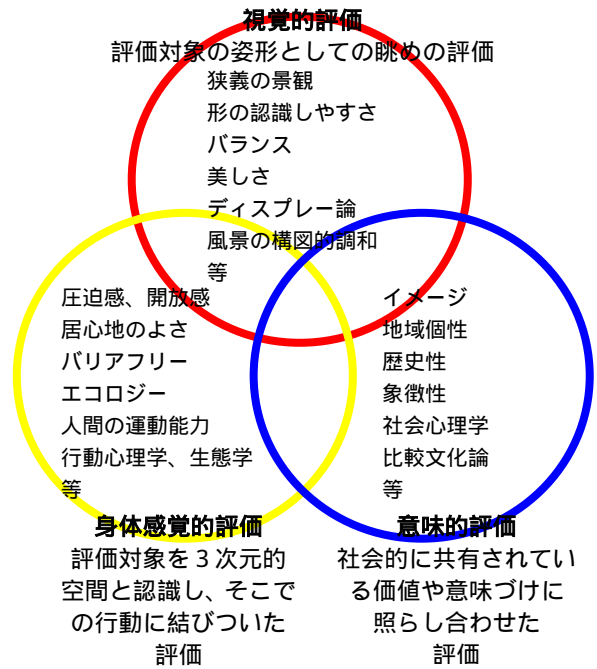 視覚的評価
評価対象の姿形としての眺めの評価
狭義の景観
形の認識しやすさ
バランス
美しさ
ディスプレー論
風景の構図的調和
等
圧迫感、開放感
居心地のよさ
バリアフリー
エコロジー
人間の運動能力
行動心理学、生態学
等
身体感覚的評価
評価対象を３次元的
空間と認識し、そこで
の行動に結びついた
評価
イメージ
地域個性
歴史性
象徴性
社会心理学
比較文化論
等
意味的評価
社会的に共有されてい
る価値や意味づけに
照らし合わせた
評価